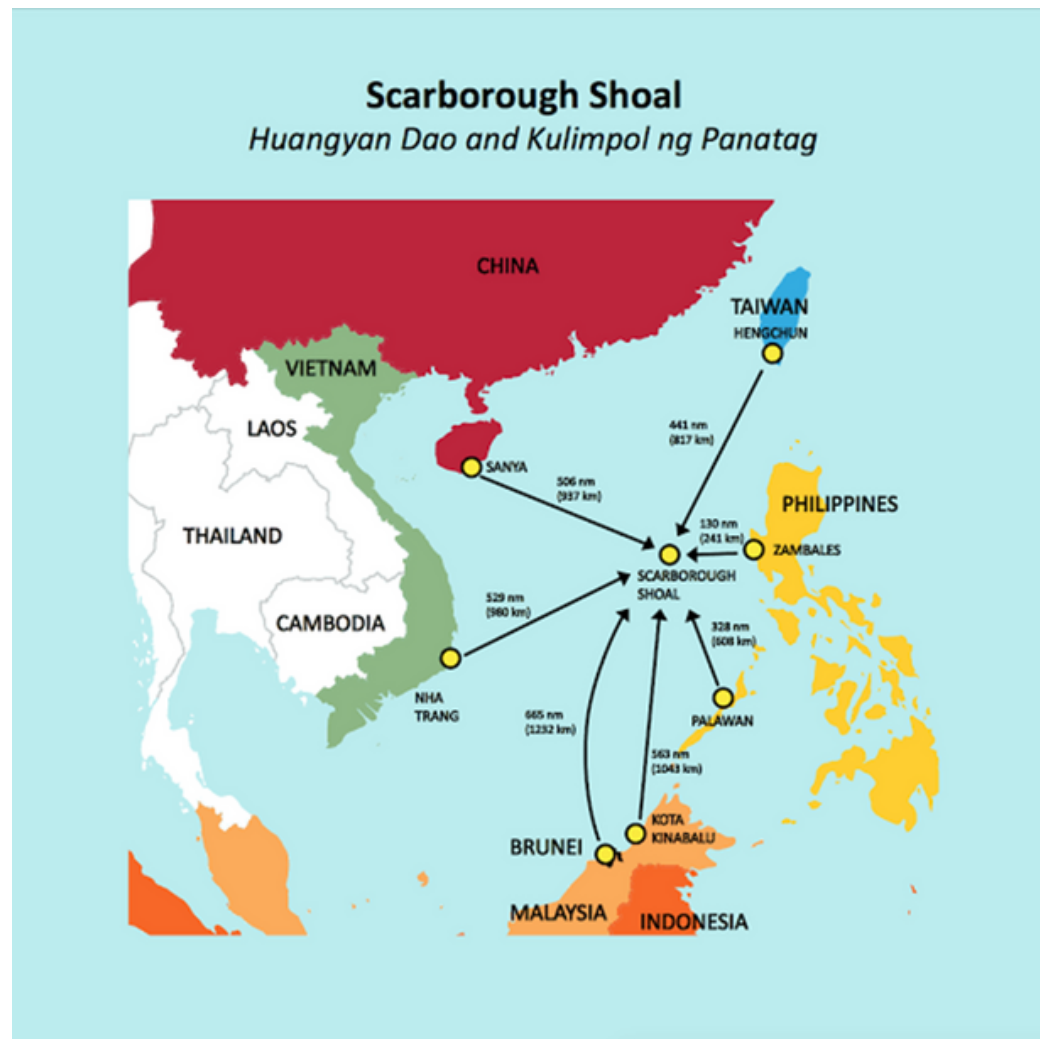 Scarborough Shoal
Huangyan Dao and Kulimpol ng Panatag
CHINA
TAIWAN
HENGCHUN
VIETNAM
LAOS
441 nm
(817 km)
SANYA
506 nm
(937 km)
PHILIPPINES
THAILAND
130 nm
(241 km)
ZAMBALES
SCARBOROUGH
SHOAL
529 nm
(980 km)
CAMBODIA
328 nm
(608 km)
NHA
TRANG
665 nm
(1232 km)
PALAWAN
563 nm
(1043 km)
KOTA
KINABALU
BRUNEI
MALAYSIA
INDONESIA